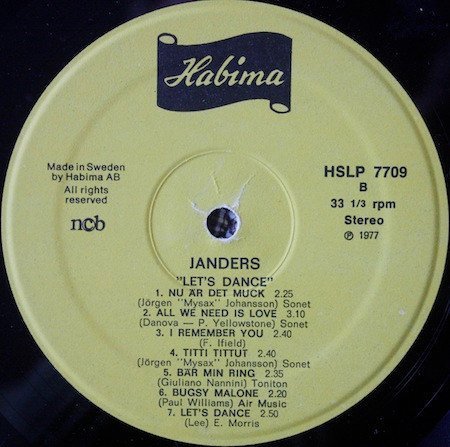 Habima
Made in Sweden
by Habima AB
All rights
reserved
ncb
HSLP 7709
B
33 1/3 rpm
Stereo
℗ 1977
JANDERS
"LET'S DANCE"
1. NU ÄR DET MUCK 2.25
(Jörgen "Mysax" Johansson) Sonet
2. ALL WE NEED IS LOVE 3.10
(Danova — P. Yellowstone) Sonet
3. I REMEMBER YOU 2.40
(F. Ifield)
4. TITTI TITTUT 2.40
(Jörgen "Mysax" Johansson) Sonet
5. BÄR MIN RING 2.35
(Giuliano Nannini) Toniton
6. BUGSY MALONE 2.20
(Paul Williams) Air Music
7. LET'S DANCE 2.50
(Lee) E. Morris